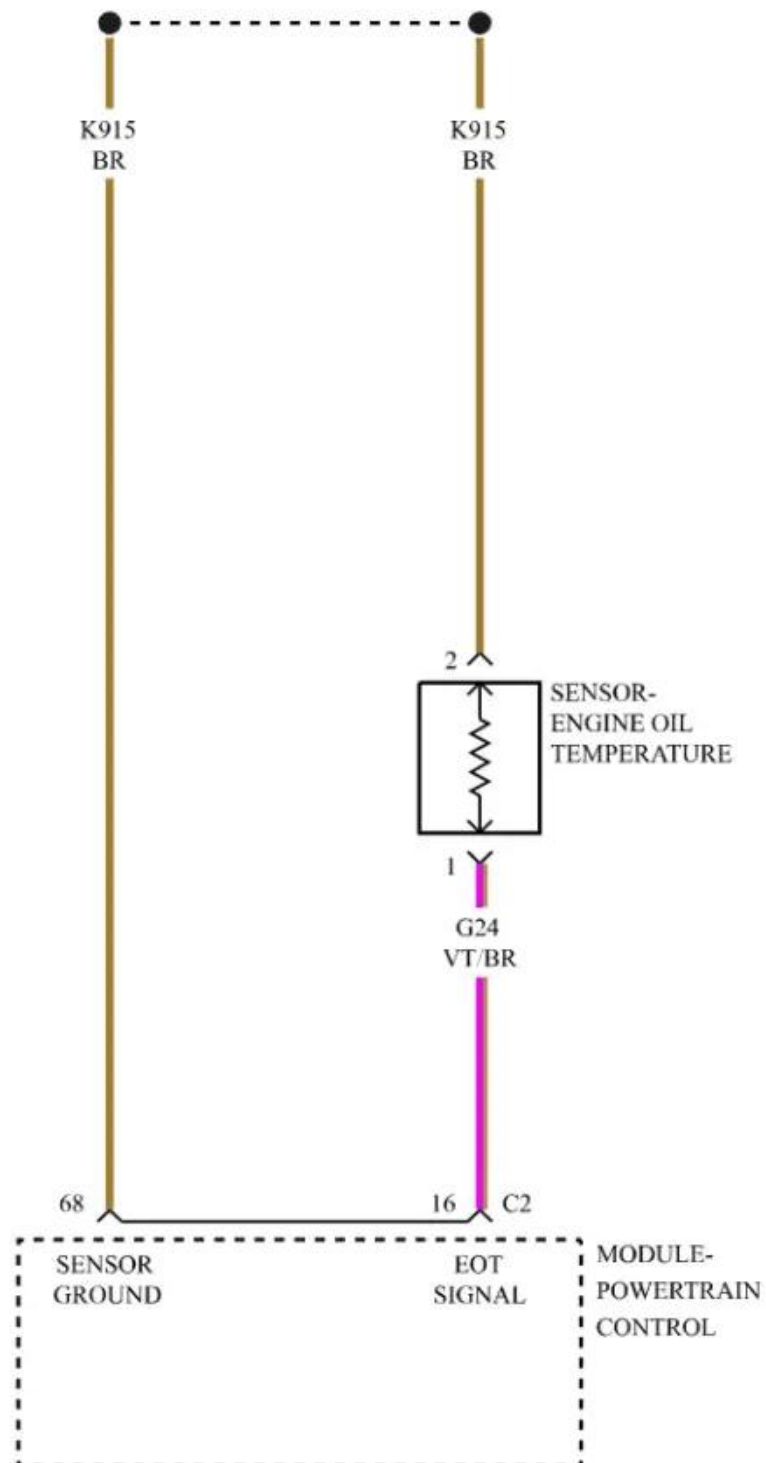 K915
BR
K915
BR
2
SENSOR-
ENGINE OIL
TEMPERATURE
1
G24
VT/BR
68
16
C2
SENSOR
GROUND
EOT
SIGNAL
MODULE-
POWERTRAIN
CONTROL